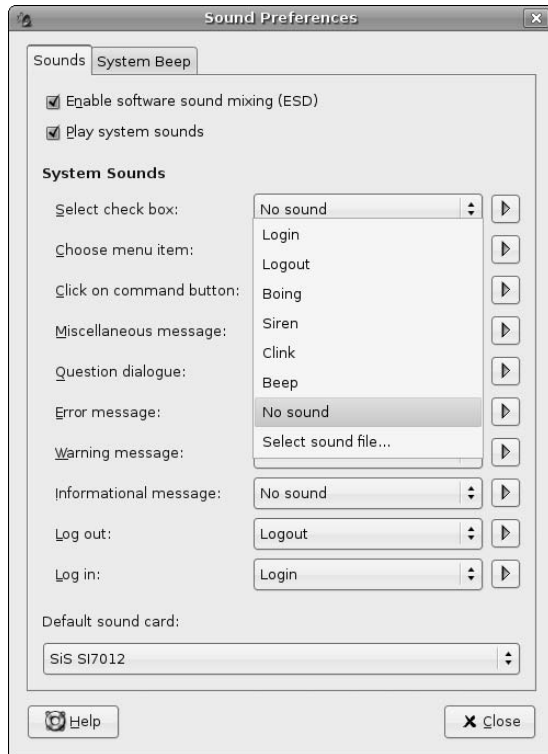 Sound Preferences
Sounds
System Beep
Enable software sound mixing (ESD)
Play system sounds
System Sounds
Select check box:
No sound
Choose menu item:
Click on command button:
Miscellaneous message:
Question dialogue:
Error message:
Warning message:
Login
Logout
Boing
Siren
Clink
Beep
No sound
Select sound file...
Informational message:
No sound
Log out:
Logout
Log in:
Login
Default sound card:
SiS SI7012
Help
Close